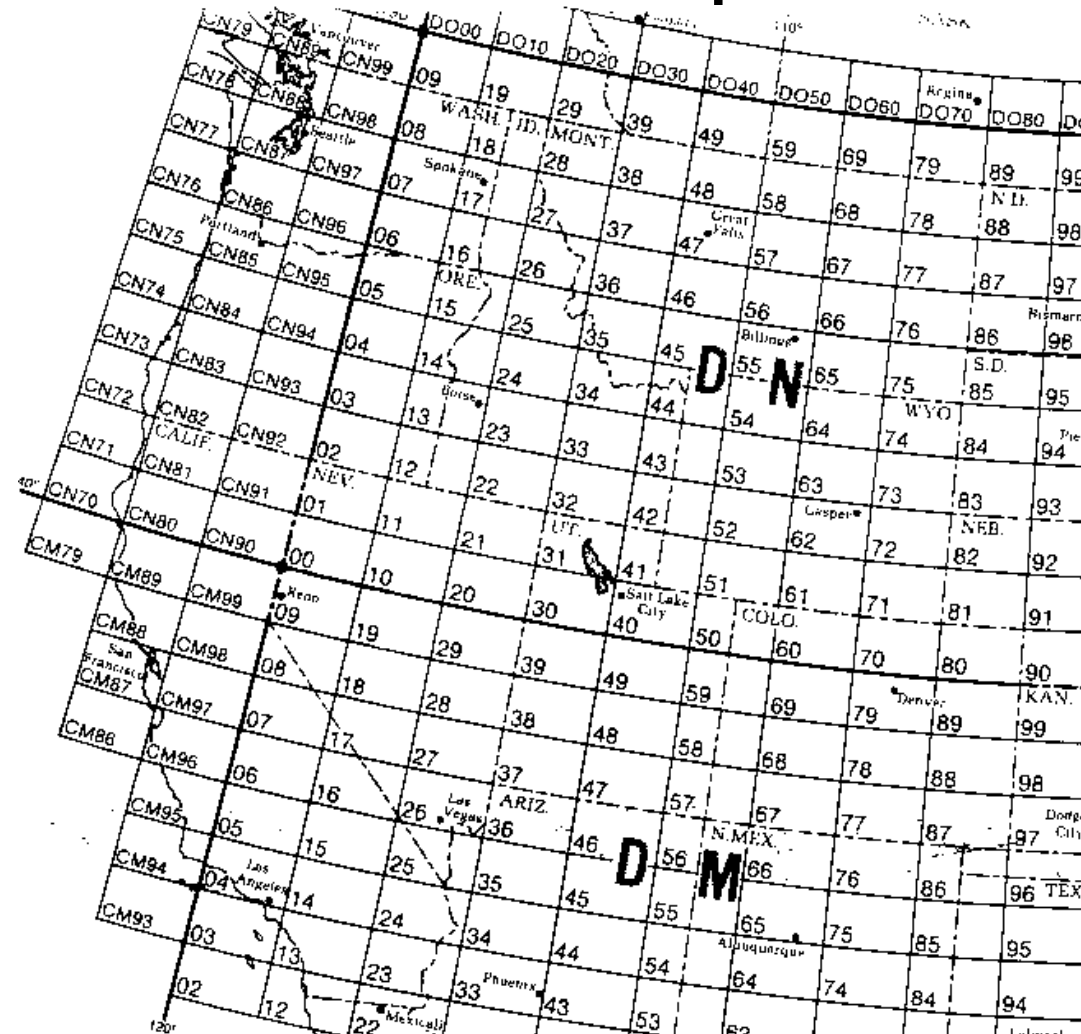 CN79 DO00 DO10 DO20 DO30 DO40 110° DO50 DO60 DO70 DO80
Vancouver
CN89 CN99 09 19 29 39 49 59 69 79 89 99
Regina
CN78 CN88 CN98 08 18 28 38 48 58 68 78 88 98
WASH. ID. MONT. N D.
Seattle
Spokane
Great Falls
CN77 CN87 CN97 07 17 27 37 47 57 67 77 87 97
CN76 CN86 CN96 06 16 26 36 46 56 66 76 86 96
Portland
ORE.
Billings
S.D.
CN75 CN85 CN95 05 15 25 35 45 55 65 75 85 95
D N
WYO
CN74 CN84 CN94 04 14 24 34 44 54 64 74 84 94
CN73 CN83 CN93 03 13 23 33 43 53 63 73 83 93
Casper
NEB.
CN72 CN82 CN92 02 12 22 32 42 52 62 72 82 92
CALIF.
NEV.
UT.
CN71 CN81 CN91 01 11 21 31 41 51 61 71 81 91
Salt Lake City
COLO.
40° CN70 CN80 CN90 00 10 20 30 40 50 60 70 80 90
Reno
Denver
KAN.
CM79 CM89 CM99 09 19 29 39 49 59 69 79 89 99
CM88 CM98 08 18 28 38 48 58 68 78 88 98
San Francisco
CM87 CM97 07 17 27 37 47 57 67 77 87 97
ARIZ.
N.MEX.
Las Vegas
CM86 CM96 06 16 26 36 46 56 66 76 86 96
D M
TEX
CM95 05 15 25 35 45 55 65 75 85 95
Los Angeles
Albuquerque
CM94 04 14 24 34 44 54 64 74 84 94
Phoenix
CM93 03 13 23 33 43 53
02 12 22
Mexicali
120°